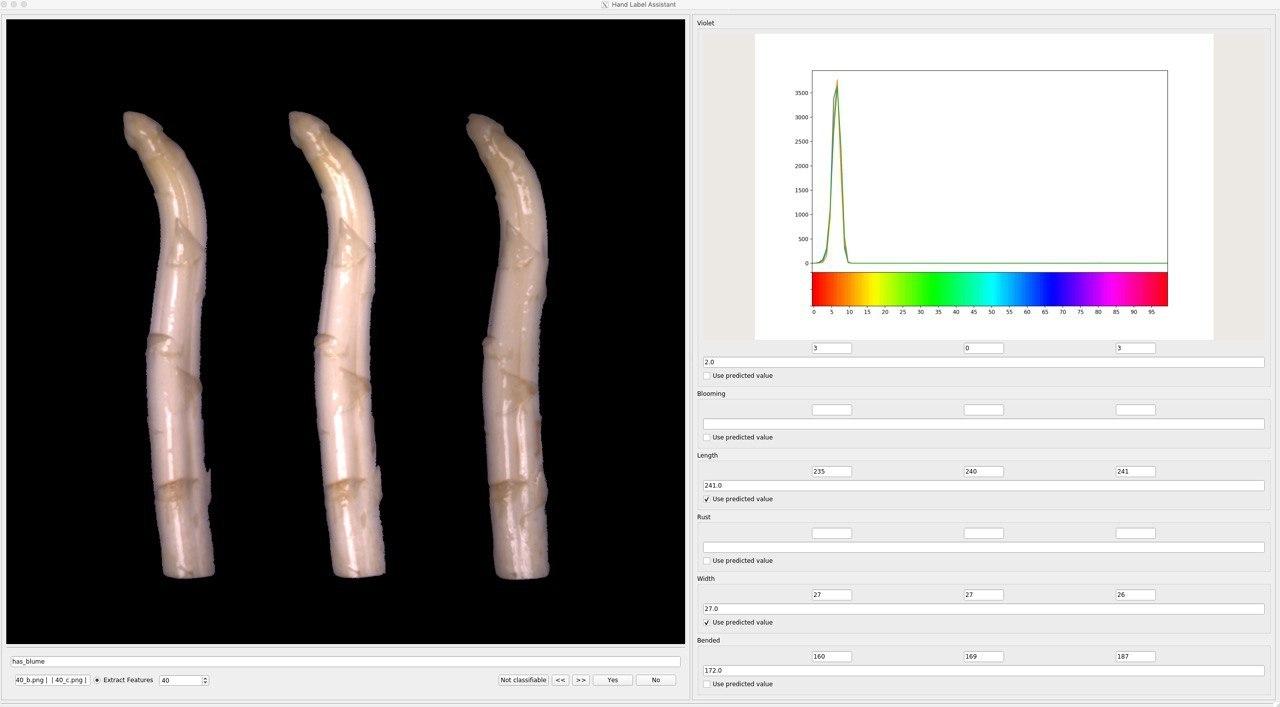 Hand Label Assistant
Violet
3500
3000
2500
2000
1500
1000
500
0
0 5 10 15 20 25 30 35 40 45 50 55 60 65 70 75 80 85 90 95
3 0 3
2.0
Use predicted value
Blooming
Use predicted value
Length
235 240 241
241.0
Use predicted value
Rust
Use predicted value
Width
27 27 26
27.0
Use predicted value
Bended
160 169 187
172.0
Use predicted value
has_blume
40_b.png | | 40_c.png | Extract Features 40 Not classifiable << >> Yes No